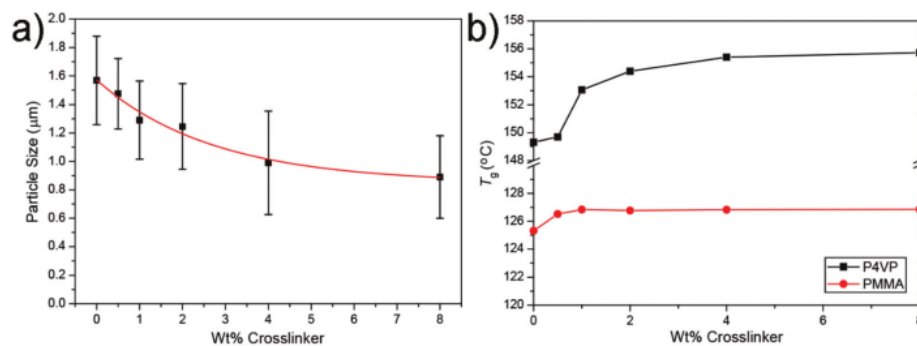 a)
2.0
1.8
1.6
1.4
1.2
1.0
0.8
0.6
0.4
0.2
0.0
Particle Size (μm)
0 1 2 3 4 5 6 7 8
Wt% Crosslinker
b)
158
156
154
152
150
148
128
126
124
122
120
Tg (°C)
P4VP
PMMA
0 2 4 6 8
Wt% Crosslinker